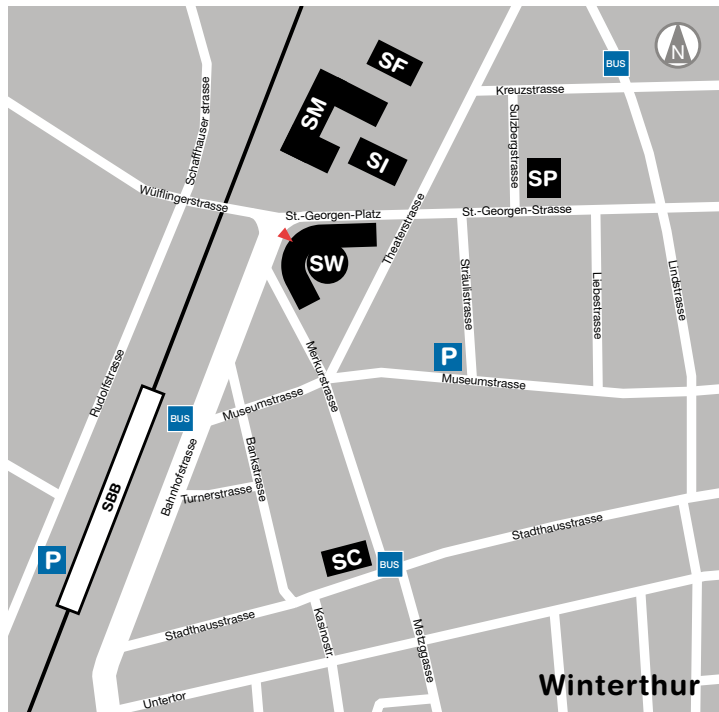 N
SF
BUS
SM
Kreuzstrasse
Schaffhauser strasse
Sulzbergstrasse
SI
SP
Wülflingerstrasse
St.-Georgen-Platz
St.-Georgen-Strasse
Theaterstrasse
SW
Sträulistrasse
Liebestrasse
Lindstrasse
Merkurstrasse
P
Rudolfstrasse
Museumstrasse
Museumstrasse
BUS
Bahnhofstrasse
Bankstrasse
SBB
Turnerstrasse
Stadthausstrasse
P
SC
BUS
Stadthausstrasse
Kasinostr.
Metzggasse
Untertor
Winterthur